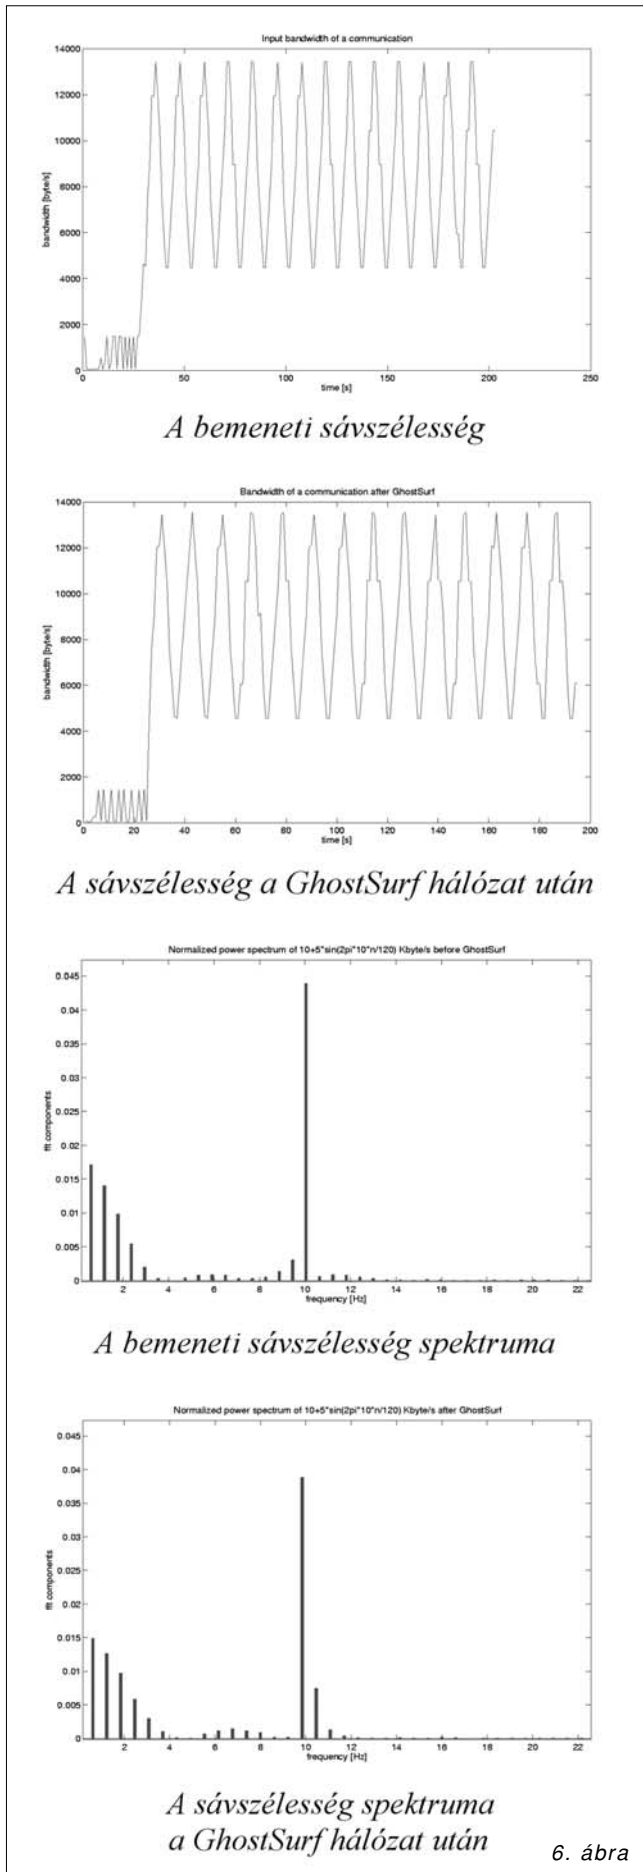 Input bandwidth of a communication
14000
12000
10000
8000
6000
4000
2000
0
bandwidth [byte/s]
0 50 100 150 200 250
time [s]
A bemeneti sávszélesség
Bandwidth of a communication after GhostSurf
14000
12000
10000
8000
6000
4000
2000
0
bandwidth [byte/s]
0 20 40 60 80 100 120 140 160 180 200
time [s]
A sávszélesség a GhostSurf hálózat után
Normalized power spectrum of 10+5*sin(2pi*10*n/120) Kbyte/s before GhostSurf
0.045
0.04
0.035
0.03
0.025
0.02
0.015
0.01
0.005
0
fft components
2 4 6 8 10 12 14 16 18 20 22
frequency [Hz]
A bemeneti sávszélesség spektruma
Normalized power spectrum of 10+5*sin(2pi*10*n/120) Kbyte/s after GhostSurf
0.045
0.04
0.035
0.03
0.025
0.02
0.015
0.01
0.005
0
fft components
2 4 6 8 10 12 14 16 18 20 22
frequency [Hz]
A sávszélesség spektruma
a GhostSurf hálózat után
6. ábra